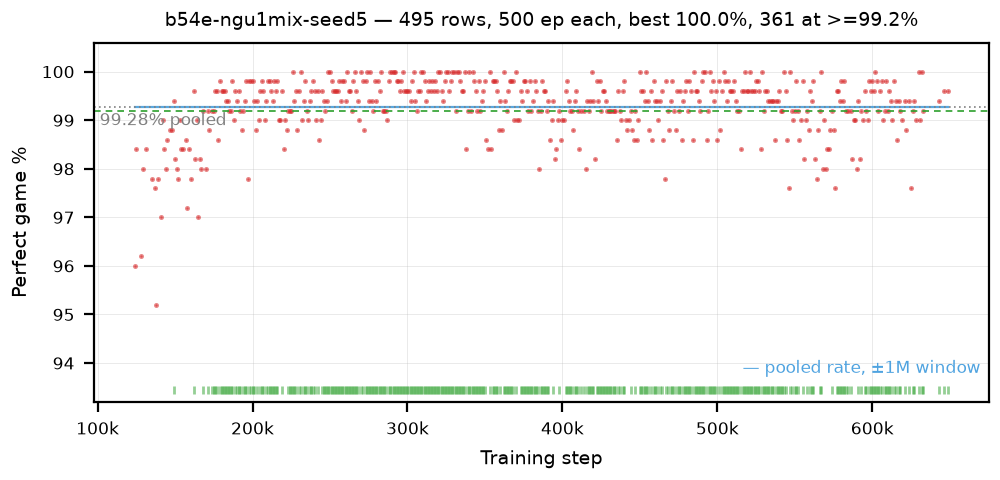 b54e-ngu1mix-seed5 — 495 rows, 500 ep each, best 100.0%, 361 at >=99.2%
Perfect game %
100
99
98
97
96
95
94
99.28% pooled
— pooled rate, ±1M window
100k
200k
300k
400k
500k
600k
Training step